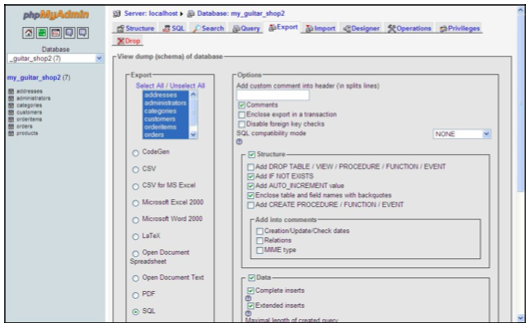 phpMyAdmin
Database
_guitar_shop2 (7)
my_guitar_shop2 (7)
addresses
administrators
categories
customers
orderitems
orders
products
Server: localhost ▸ Database: my_guitar_shop2
Structure SQL Search Query Export Import Designer Operations Privileges
Drop
View dump (schema) of database
Export
Select All / Unselect All
addresses
administrators
categories
customers
orderitems
orders
CodeGen
CSV
CSV for MS Excel
Microsoft Excel 2000
Microsoft Word 2000
LaTeX
Open Document
Spreadsheet
Open Document Text
PDF
SQL
Options
Add custom comment into header (\n splits lines)
Comments
Enclose export in a transaction
Disable foreign key checks
SQL compatibility mode NONE
Structure
Add DROP TABLE / VIEW / PROCEDURE / FUNCTION / EVENT
Add IF NOT EXISTS
Add AUTO_INCREMENT value
Enclose table and field names with backquotes
Add CREATE PROCEDURE / FUNCTION / EVENT
Add into comments
Creation/Update/Check dates
Relations
MIME type
Data
Complete inserts
Extended inserts
Maximal length of created query